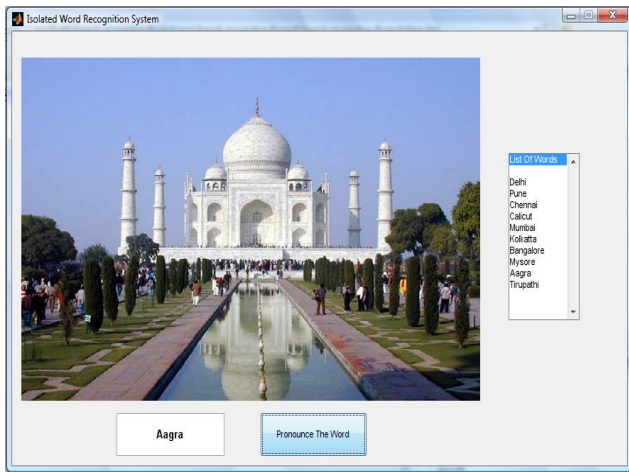 Isolated Word Recognition System
List Of Words
Delhi
Pune
Chennai
Calicut
Mumbai
Kolkatta
Bangalore
Mysore
Aagra
Tirupathi
Aagra
Pronounce The Word